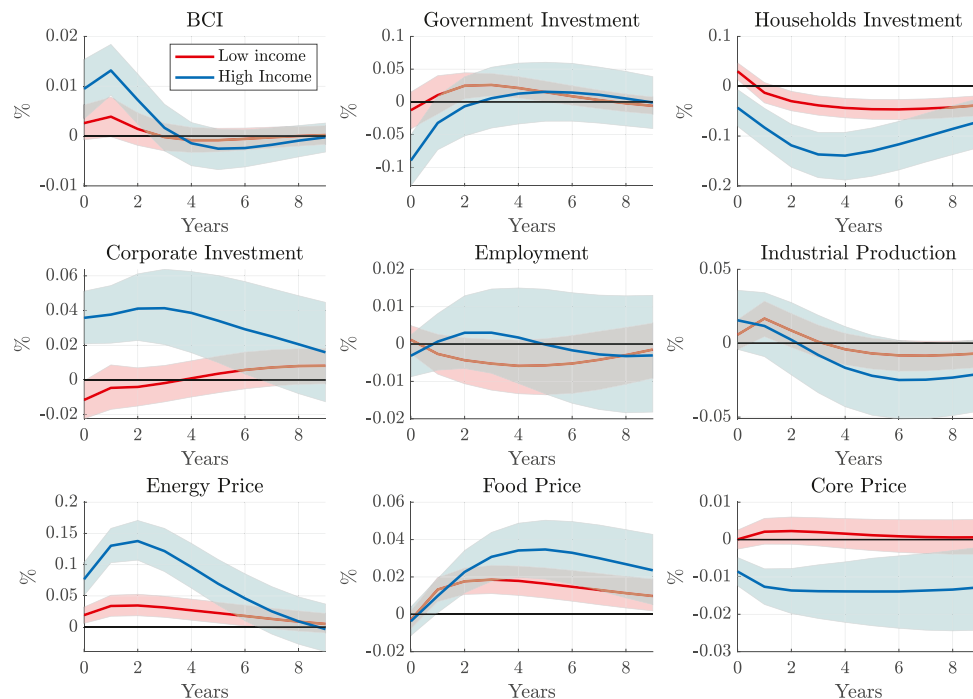 BCI
Government Investment
Households Investment
0.02
0.01
0
-0.01
%
Low income
High Income
0 2 4 6 8
Years
0.1
0.05
0
-0.05
-0.1
%
0 2 4 6 8
Years
0.1
0
-0.1
-0.2
%
0 2 4 6 8
Years
Corporate Investment
Employment
Industrial Production
0.06
0.04
0.02
0
-0.02
%
0 2 4 6 8
Years
0.02
0.01
0
-0.01
-0.02
%
0 2 4 6 8
Years
0.05
0
-0.05
%
0 2 4 6 8
Years
Energy Price
Food Price
Core Price
0.2
0.15
0.1
0.05
0
%
0 2 4 6 8
Years
0.06
0.04
0.02
0
-0.02
%
0 2 4 6 8
Years
0.01
0
-0.01
-0.02
-0.03
%
0 2 4 6 8
Years